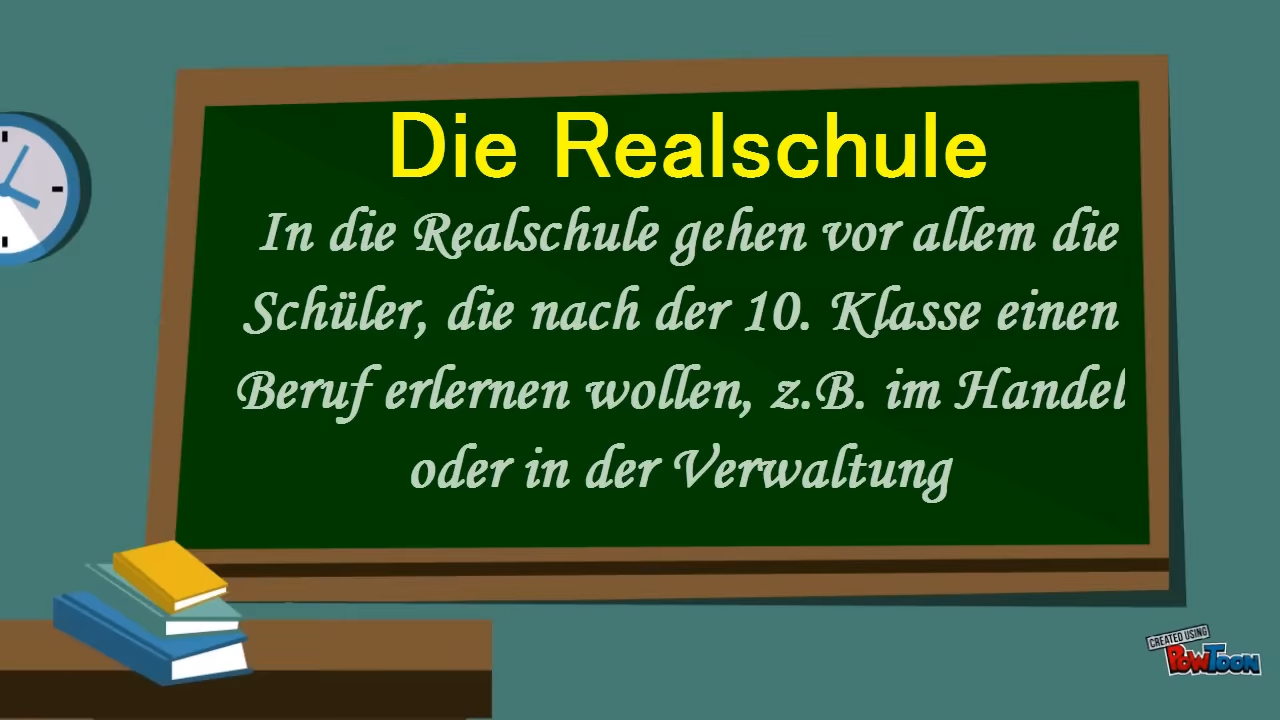 Die Realschule
In die Realschule gehen vor allem die
Schüler, die nach der 10. Klasse einen
Beruf erlernen wollen, z.B. im Handel
oder in der Verwaltung
CREATED USING
POWTOON